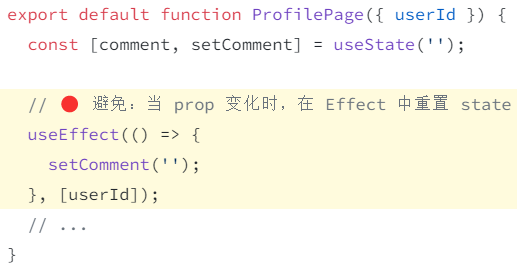 export default function ProfilePage({ userId }) {
  const [comment, setComment] = useState('');

  // 🔴 避免：当 prop 变化时，在 Effect 中重置 state
  useEffect(() => {
    setComment('');
  }, [userId]);
  // ...
}